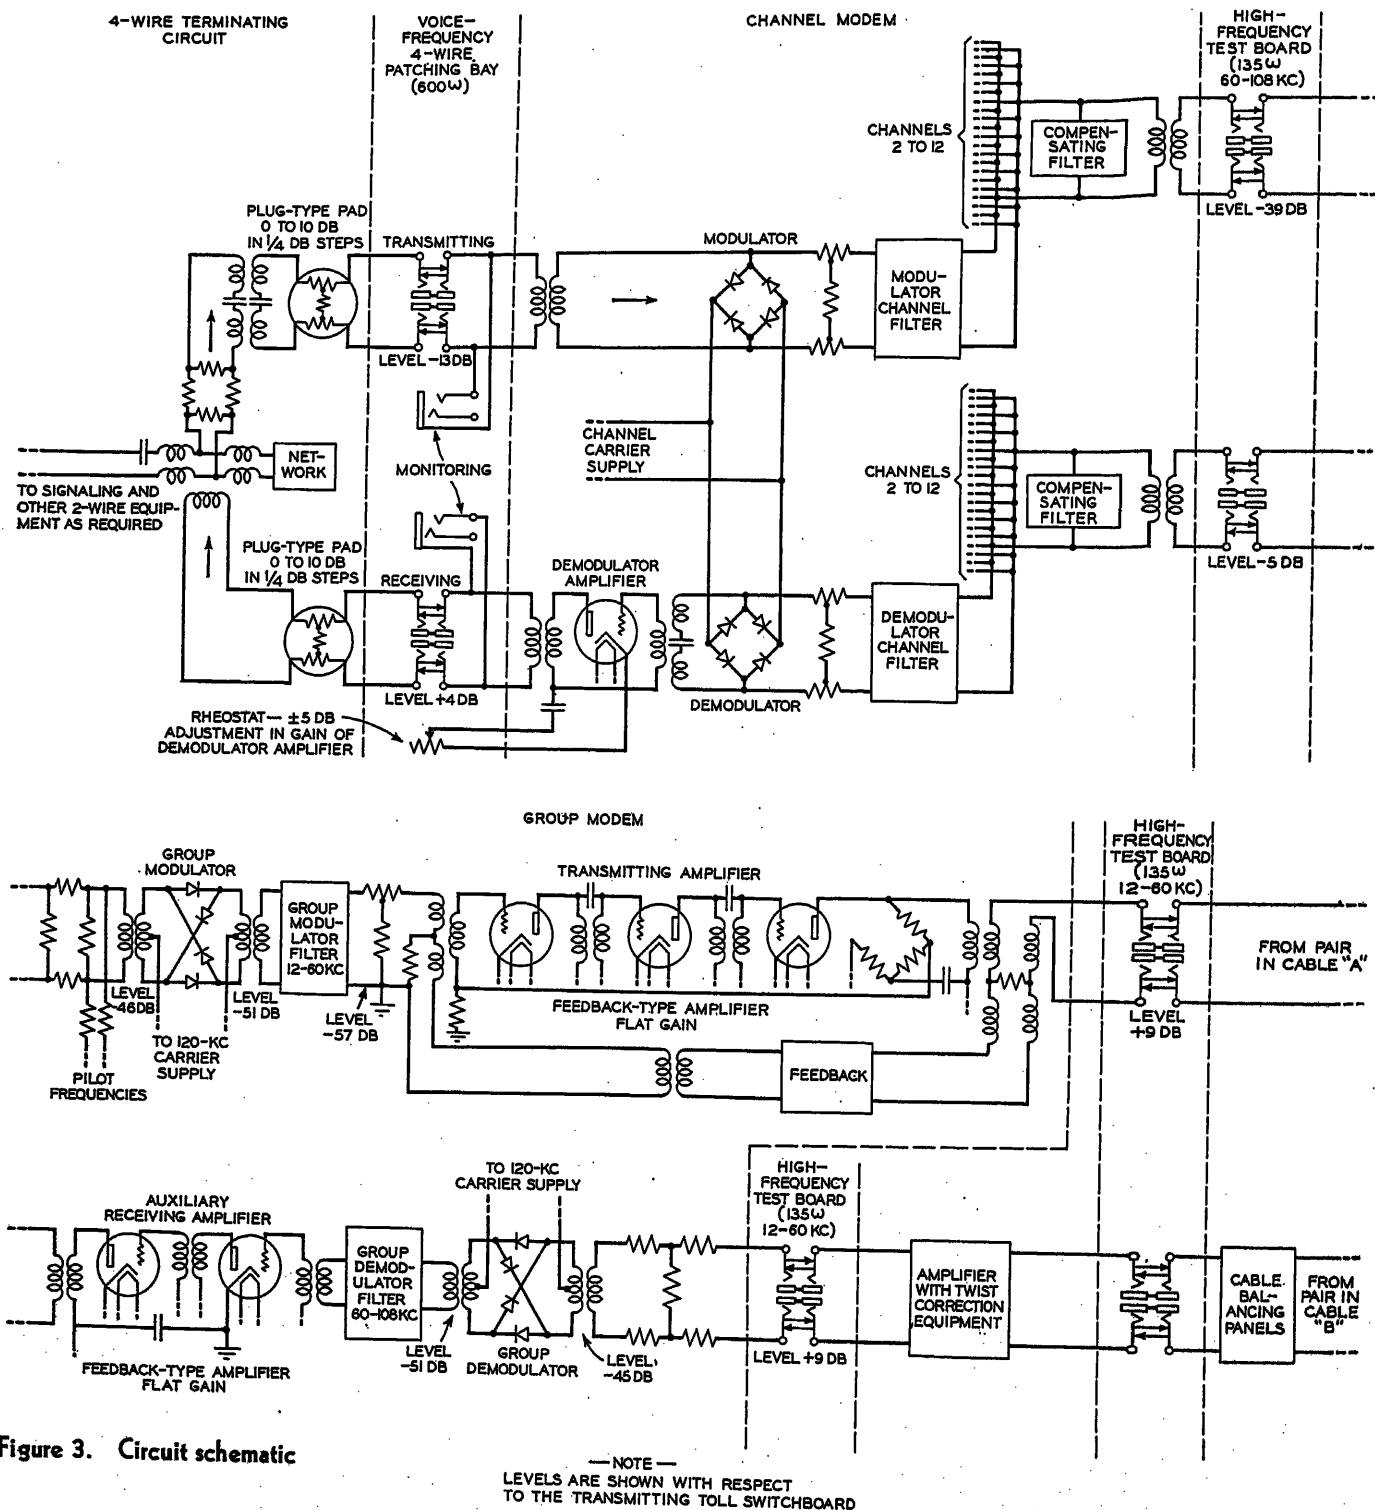 4-WIRE TERMINATING
CIRCUIT
VOICE-
FREQUENCY
4-WIRE
PATCHING BAY
(600ω)
CHANNEL MODEM
HIGH-
FREQUENCY
TEST BOARD
(135ω
60-108 KC)
CHANNELS
2 TO 12
COMPEN-
SATING
FILTER
LEVEL -39 DB
PLUG-TYPE PAD
0 TO 10 DB
IN 1/4 DB STEPS
TRANSMITTING
MODULATOR
MODU-
LATOR
CHANNEL
FILTER
LEVEL -13DB
NET-
WORK
MONITORING
CHANNEL
CARRIER
SUPPLY
CHANNELS
2 TO 12
COMPEN-
SATING
FILTER
LEVEL -5 DB
TO SIGNALING AND
OTHER 2-WIRE EQUIP-
MENT AS REQUIRED
PLUG-TYPE PAD
0 TO 10 DB
IN 1/4 DB STEPS
RECEIVING
DEMODULATOR
AMPLIFIER
DEMODU-
LATOR
CHANNEL
FILTER
LEVEL +4DB
DEMODULATOR
RHEOSTAT— ±5 DB
ADJUSTMENT IN GAIN OF
DEMODULATOR AMPLIFIER
GROUP MODEM
HIGH-
FREQUENCY
TEST BOARD
(135ω
12-60 KC)
GROUP
MODULATOR
TRANSMITTING AMPLIFIER
GROUP
MODU-
LATOR
FILTER
12-60KC
FROM PAIR
IN CABLE "A"
LEVEL
-46DB
LEVEL
-51 DB
LEVEL
-57 DB
FEEDBACK-TYPE AMPLIFIER
FLAT GAIN
LEVEL
+9 DB
TO 120-KC
CARRIER
SUPPLY
PILOT
FREQUENCIES
FEEDBACK
TO 120-KC
CARRIER SUPPLY
HIGH-
FREQUENCY
TEST BOARD
(135ω
12-60 KC)
AUXILIARY
RECEIVING AMPLIFIER
GROUP
DEMOD-
ULATOR
FILTER
60-108KC
AMPLIFIER
WITH TWIST
CORRECTION
EQUIPMENT
CABLE
BAL-
ANCING
PANELS
FROM
PAIR IN
CABLE
"B"
LEVEL
-51 DB
GROUP
DEMODULATOR
LEVEL
-45 DB
LEVEL +9 DB
FEEDBACK-TYPE AMPLIFIER
FLAT GAIN
Figure 3. Circuit schematic
—NOTE—
LEVELS ARE SHOWN WITH RESPECT
TO THE TRANSMITTING TOLL SWITCHBOARD